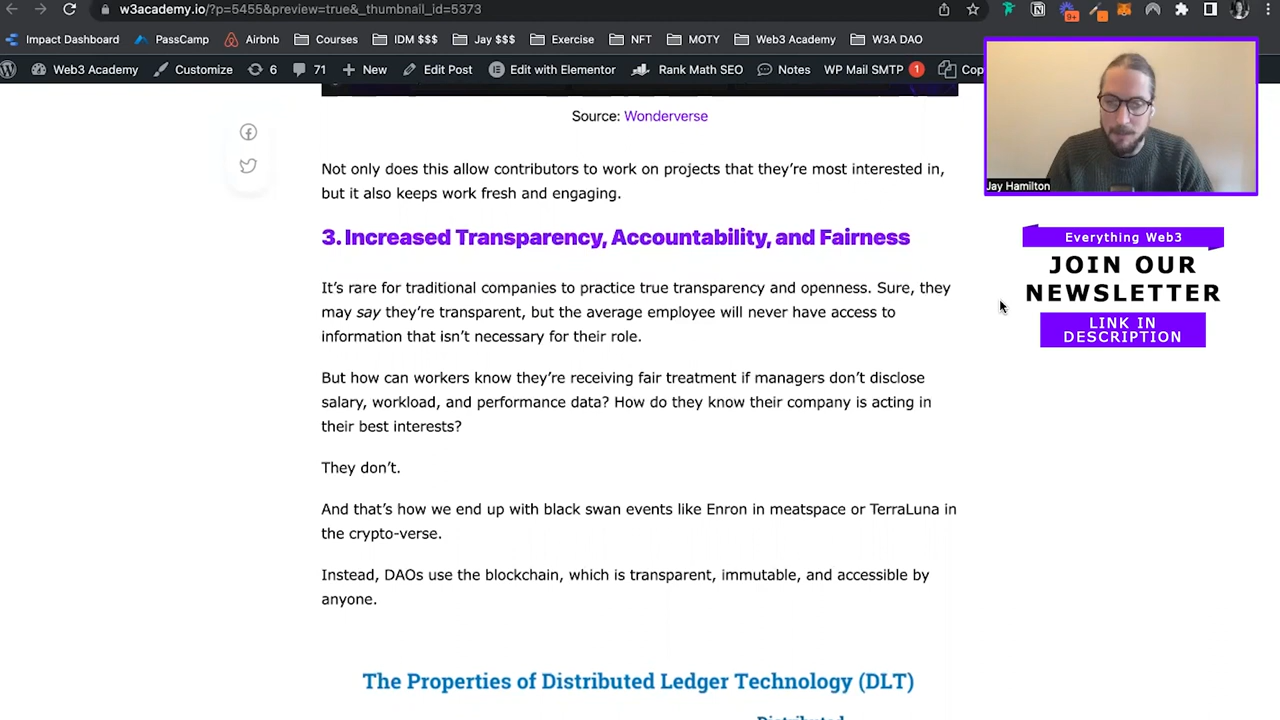 w3academy.io/?p=5455&preview=true&_thumbnail_id=5373
Impact Dashboard PassCamp Airbnb Courses IDM $$$ Jay $$$ Exercise NFT MOTY Web3 Academy W3A DAO
9+
Web3 Academy Customize 6 71 New Edit Post Edit with Elementor Rank Math SEO Notes WP Mail SMTP 1 Cop
Source: Wonderverse
Not only does this allow contributors to work on projects that they’re most interested in,
but it also keeps work fresh and engaging.
3. Increased Transparency, Accountability, and Fairness
It’s rare for traditional companies to practice true transparency and openness. Sure, they
may say they’re transparent, but the average employee will never have access to
information that isn’t necessary for their role.
But how can workers know they’re receiving fair treatment if managers don’t disclose
salary, workload, and performance data? How do they know their company is acting in
their best interests?
They don’t.
And that’s how we end up with black swan events like Enron in meatspace or TerraLuna in
the crypto-verse.
Instead, DAOs use the blockchain, which is transparent, immutable, and accessible by
anyone.
The Properties of Distributed Ledger Technology (DLT)
Distributed
Jay Hamilton
Everything Web3
JOIN OUR
NEWSLETTER
LINK IN
DESCRIPTION